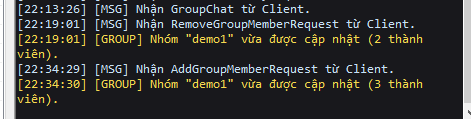 [22:13:26] [MSG] Nhận GroupChat từ Client.
[22:19:01] [MSG] Nhận RemoveGroupMemberRequest từ Client.
[22:19:01] [GROUP] Nhóm "demo1" vừa được cập nhật (2 thành
viên).
[22:34:29] [MSG] Nhận AddGroupMemberRequest từ Client.
[22:34:30] [GROUP] Nhóm "demo1" vừa được cập nhật (3 thành
viên).